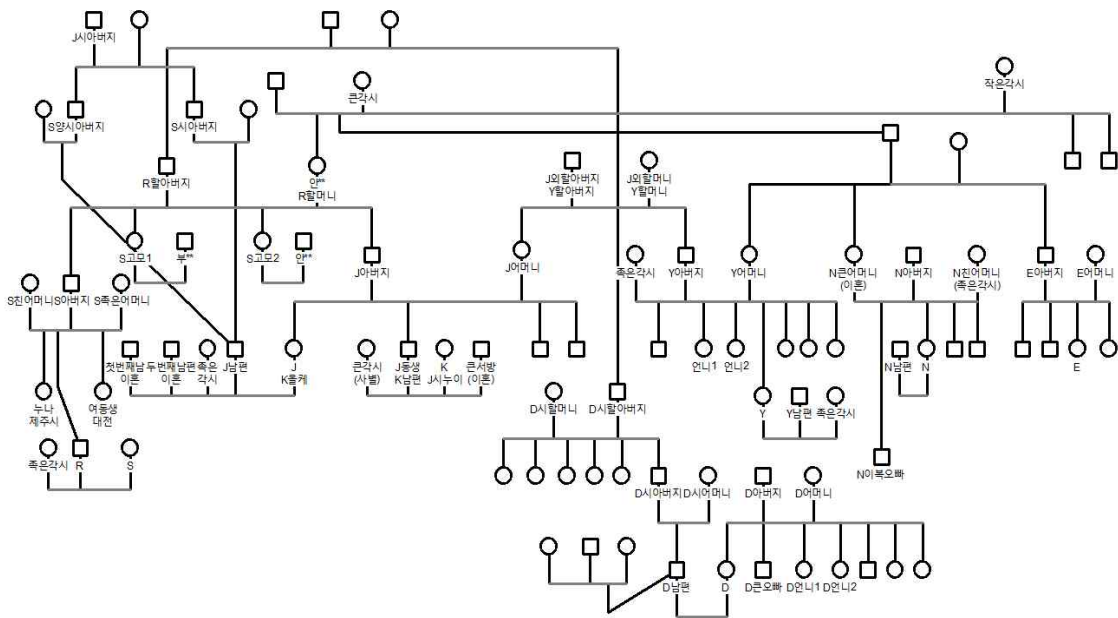 J시아버지
큰각시
작은각시
S양시아버지
S시아버지
R할아버지
안**
R할머니
J외할아버지
Y할아버지
J외할머니
Y할머니
S고모1
부**
S고모2
안**
J아버지
J어머니
족은각시
Y아버지
Y어머니
N큰어머니
(이혼)
N아버지
N친어머니
(족은각시)
E아버지
E어머니
S친어머니
S아버지
S족은어머니
첫번째남편
이혼
두번째남편
이혼
족은
각시
J남편
J
K올케
큰각시
(사별)
J동생
K남편
K
J시누이
큰서방
(이혼)
언니1
언니2
N남편
N
E
누나
제주시
여동생
대전
D시할머니
D시할아버지
Y
Y남편
족은각시
족은각시
R
S
N이복오빠
D시아버지
D시어머니
D아버지
D어머니
D남편
D
D큰오빠
D언니1
D언니2